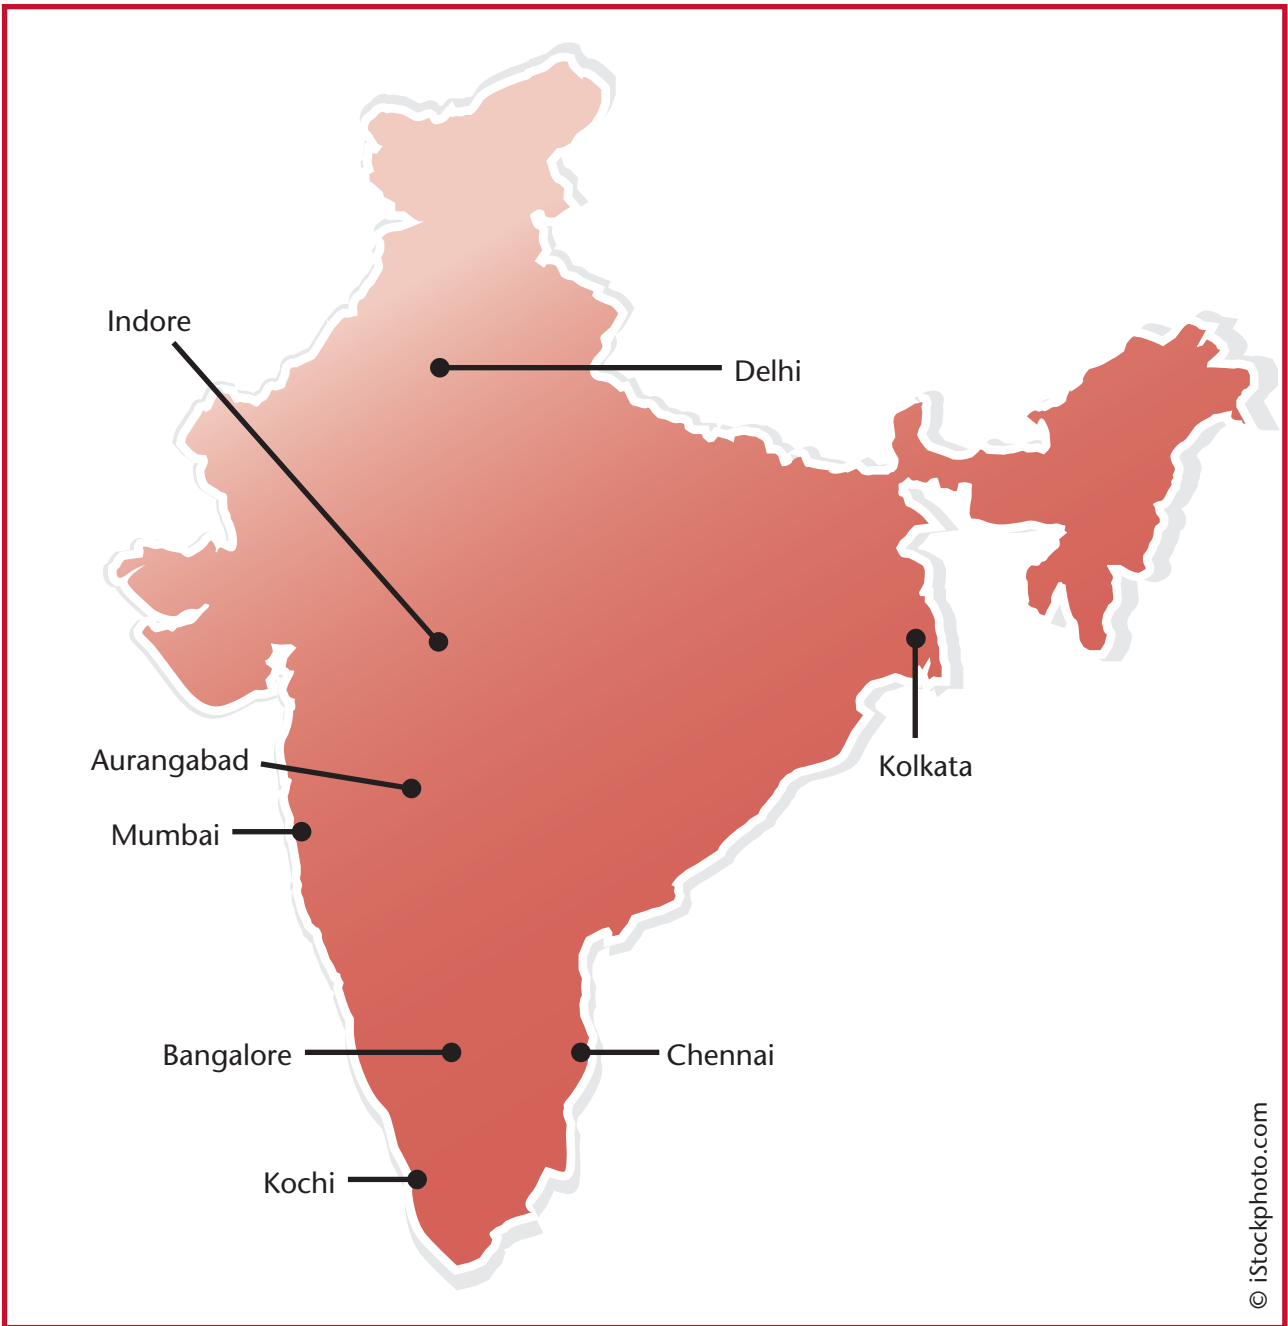 Indore
Delhi
Aurangabad
Kolkata
Mumbai
Bangalore
Chennai
Kochi
© iStockphoto.com